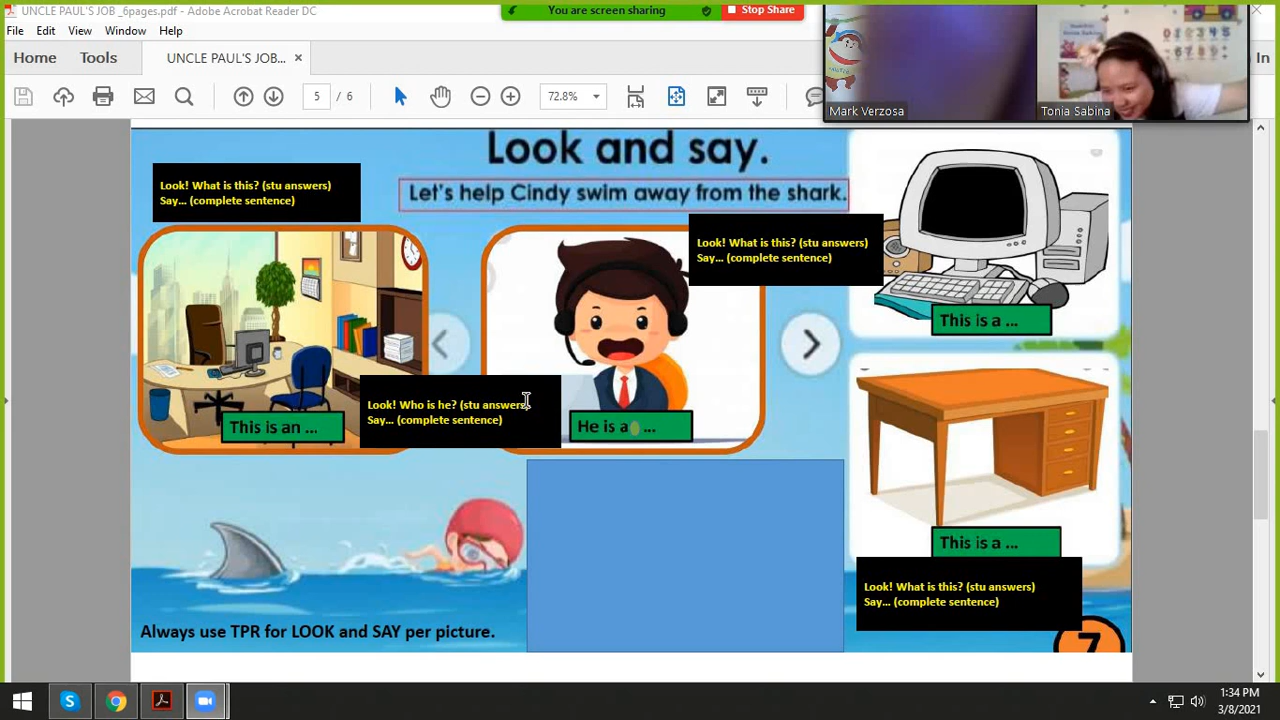 UNCLE PAUL'S JOB _6pages.pdf - Adobe Acrobat Reader DC
You are screen sharing
Stop Share
File Edit View Window Help
Home Tools UNCLE PAUL'S JOB... ×
In
5 / 6
72.8%
Mark Verzosa
Tonia Sabina
Look and say.
Let's help Cindy swim away from the shark.
Look! What is this? (stu answers)
Say... (complete sentence)
This is an ...
Look! Who is he? (stu answers)
Say... (complete sentence)
He is a ...
Look! What is this? (stu answers)
Say... (complete sentence)
This is a ...
This is a ...
Look! What is this? (stu answers)
Say... (complete sentence)
Always use TPR for LOOK and SAY per picture.
7
1:34 PM
3/8/2021